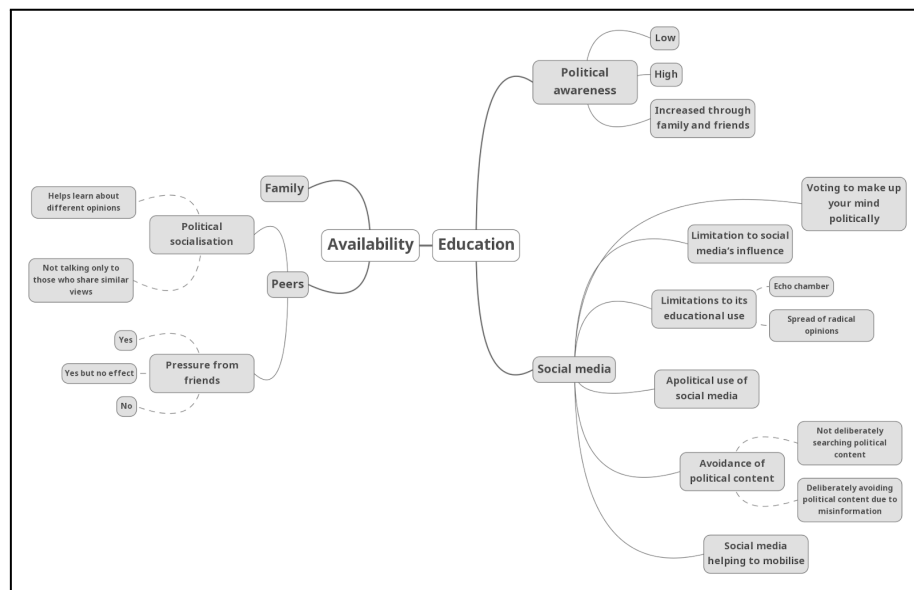 Availability
Family
Peers
Political
socialisation
Helps learn about
different opinions
Not talking only to
those who share similar
views
Pressure from
friends
Yes
Yes but no effect
No
Education
Political
awareness
Low
High
Increased through
family and friends
Social media
Voting to make up
your mind
politically
Limitation to social
media's influence
Limitations to its
educational use
Echo chamber
Spread of radical
opinions
Apolitical use of
social media
Avoidance of
political content
Not deliberately
searching political
content
Deliberately avoiding
political content due to
misinformation
Social media
helping to mobilise